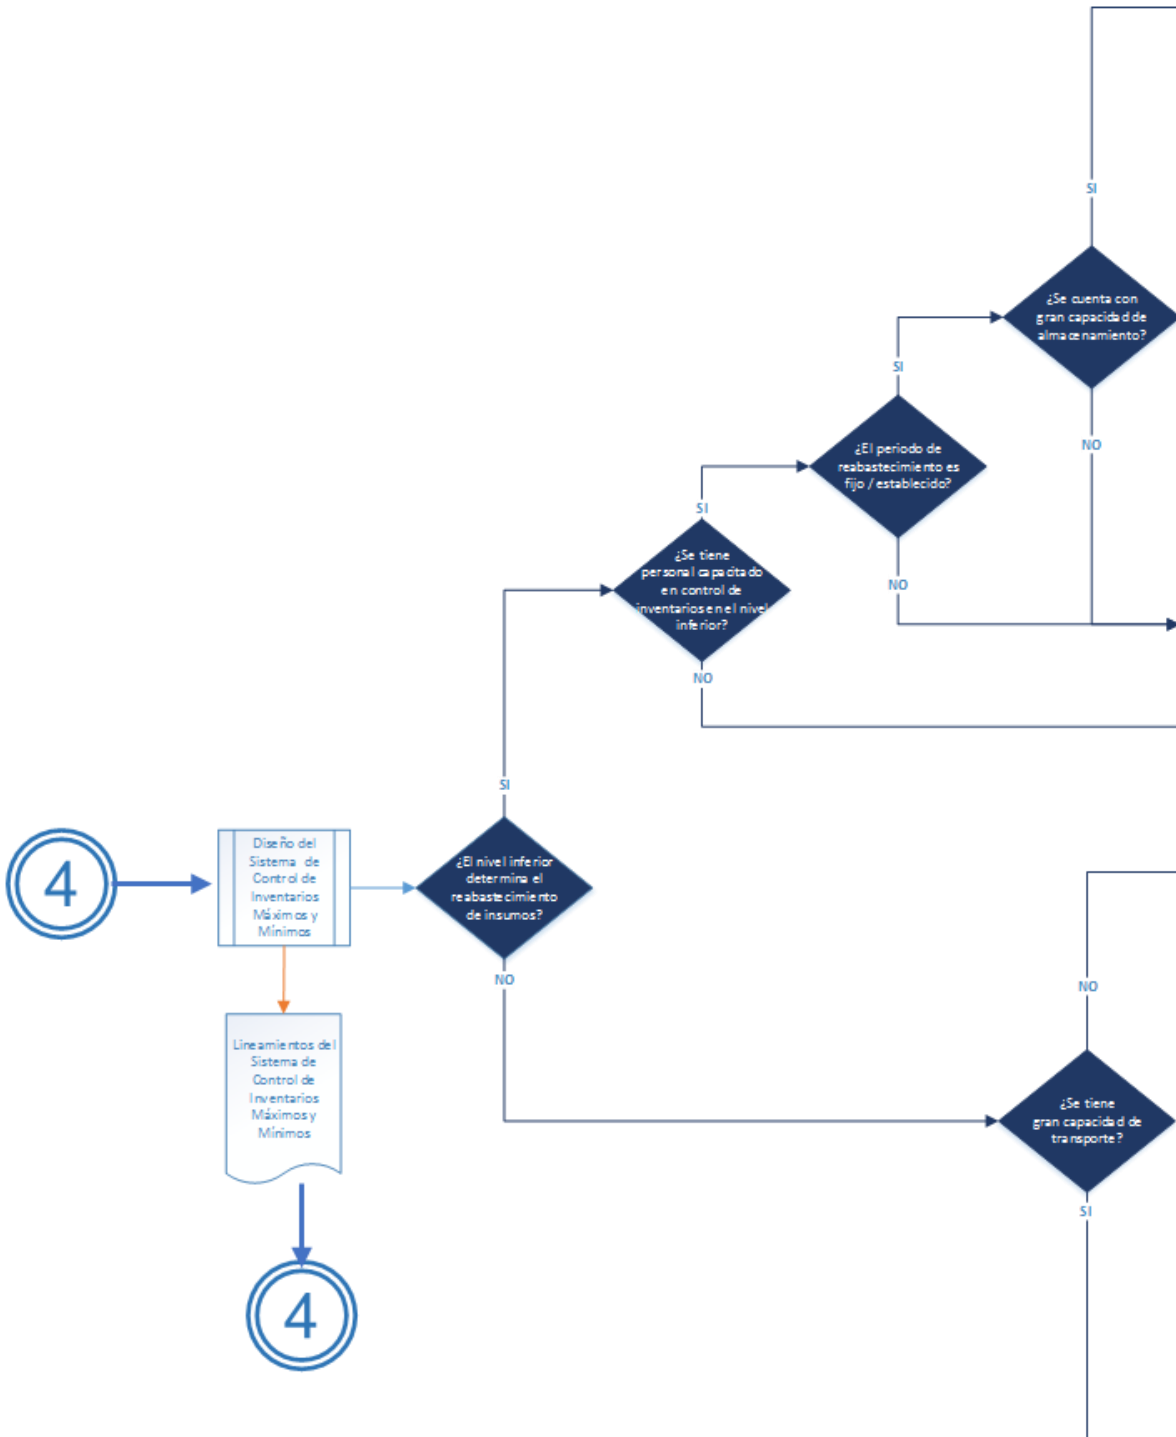 SI
¿Se cuenta con
gran capacidad de
almacenamiento?
SI
NO
¿El periodo de
reabastecimiento es
fijo / establecido?
SI
¿Se tiene
personal capacitado
en control de
inventarios en el nivel
inferior?
NO
NO
SI
4
Diseño del
Sistema de
Control de
Inventarios
Máximos y
Mínimos
¿El nivel inferior
determina el
reabastecimiento
de insumos?
NO
NO
Lineamientos del
Sistema de
Control de
Inventarios
Máximos y
Mínimos
¿Se tiene
gran capacidad de
transporte?
SI
4